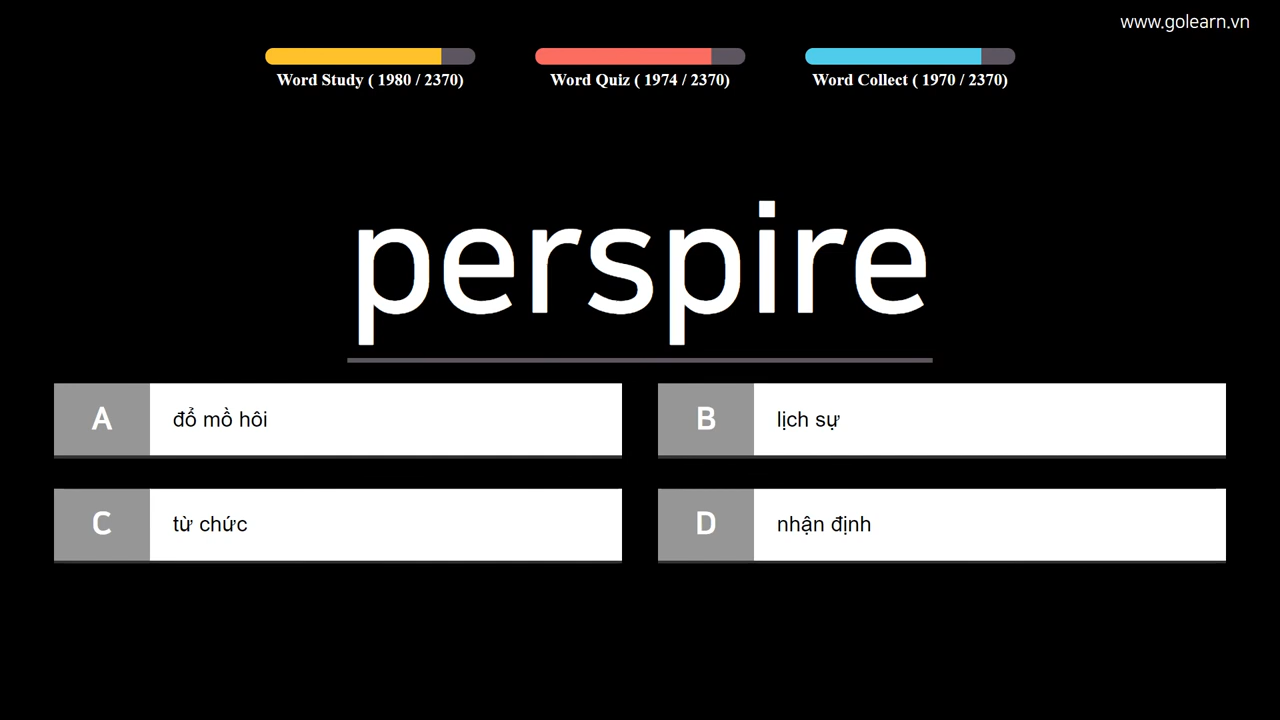 www.golearn.vn
Word Study ( 1980 / 2370)
Word Quiz ( 1974 / 2370)
Word Collect ( 1970 / 2370)
perspire
A đổ mồ hôi
B lịch sự
C từ chức
D nhận định